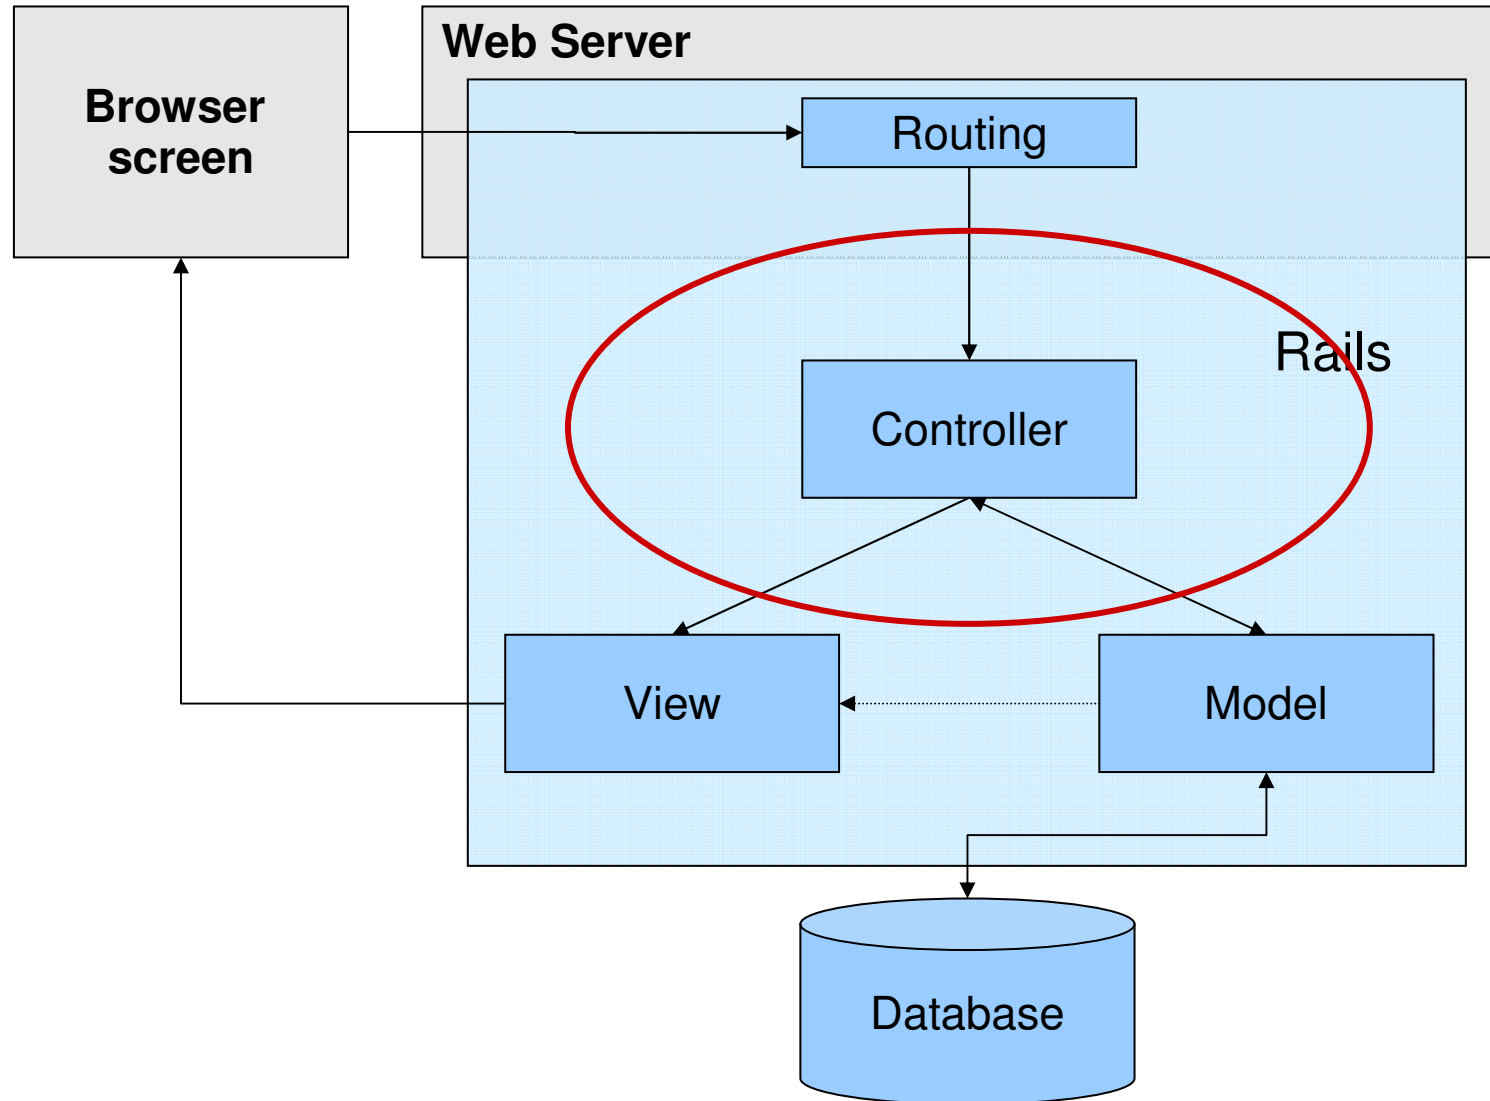 Web Server
Browser
screen
Routing
Rails
Controller
View
Model
Database